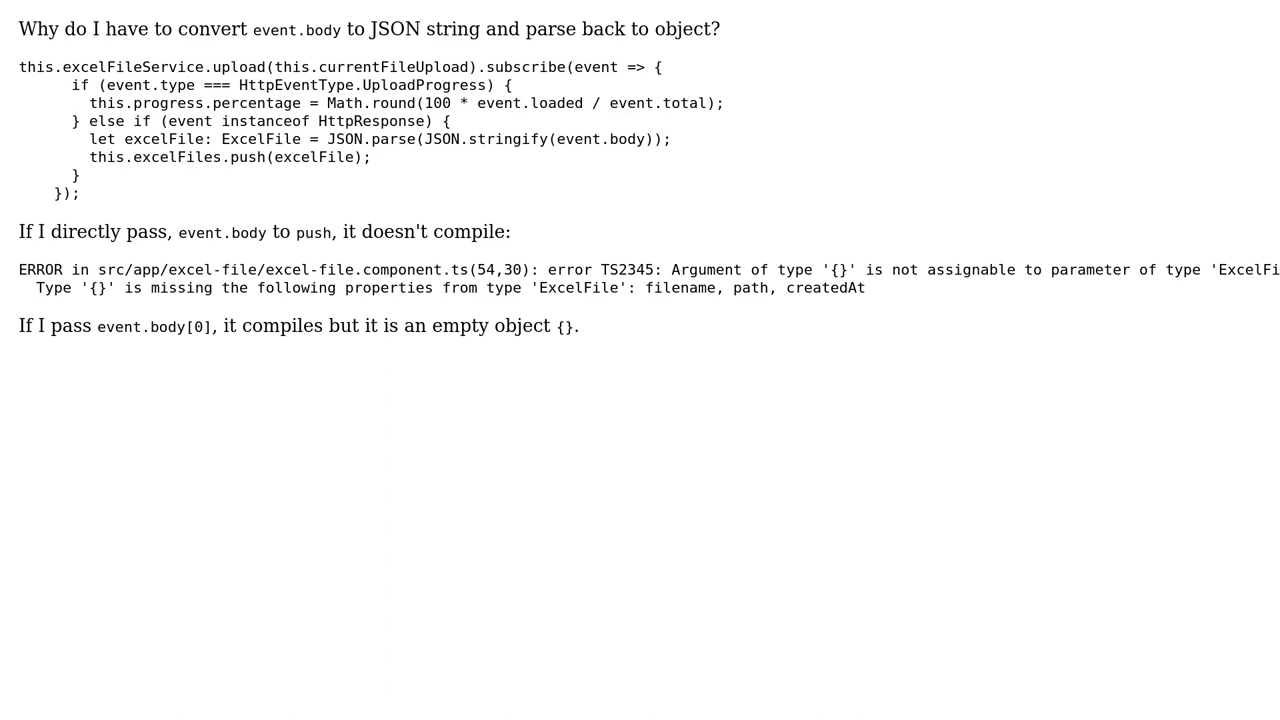 Why do I have to convert event.body to JSON string and parse back to object?
this.excelFileService.upload(this.currentFileUpload).subscribe(event => {
      if (event.type === HttpEventType.UploadProgress) {
        this.progress.percentage = Math.round(100 * event.loaded / event.total);
      } else if (event instanceof HttpResponse) {
        let excelFile: ExcelFile = JSON.parse(JSON.stringify(event.body));
        this.excelFiles.push(excelFile);
      }
    });
If I directly pass, event.body to push, it doesn't compile:
ERROR in src/app/excel-file/excel-file.component.ts(54,30): error TS2345: Argument of type '{}' is not assignable to parameter of type 'ExcelFi
  Type '{}' is missing the following properties from type 'ExcelFile': filename, path, createdAt
If I pass event.body[0], it compiles but it is an empty object {}.